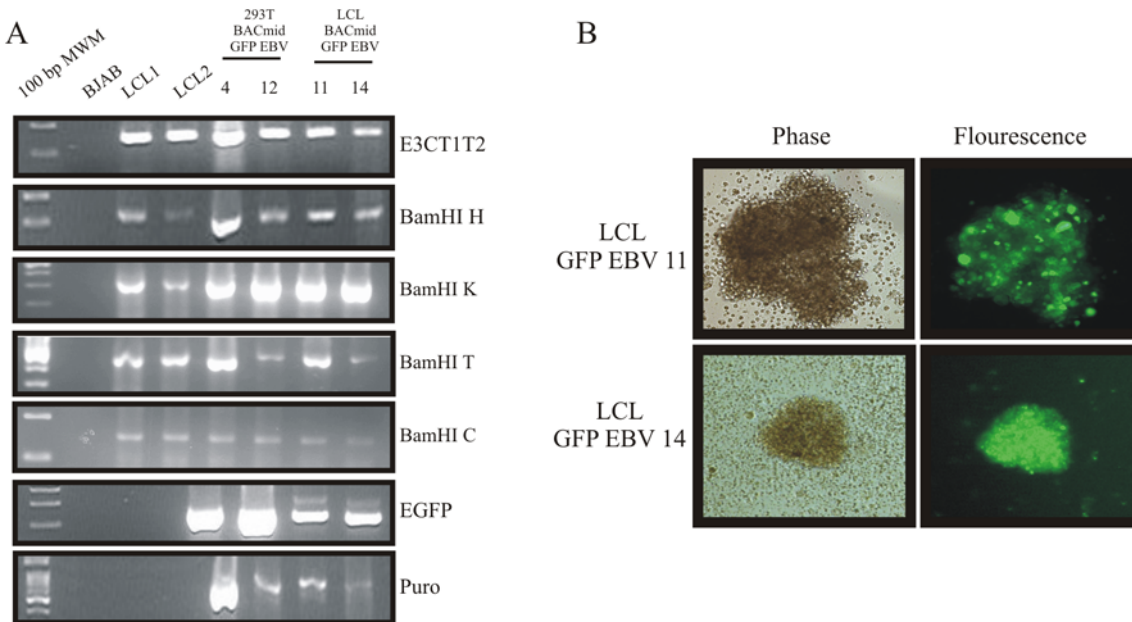 A
100 bp MWM
BJAB
LCL1
LCL2
293T
BACmid
GFP EBV
4 12
LCL
BACmid
GFP EBV
11 14
E3CT1T2
BamHI H
BamHI K
BamHI T
BamHI C
EGFP
Puro
B
Phase Flourescence
LCL
GFP EBV 11
LCL
GFP EBV 14